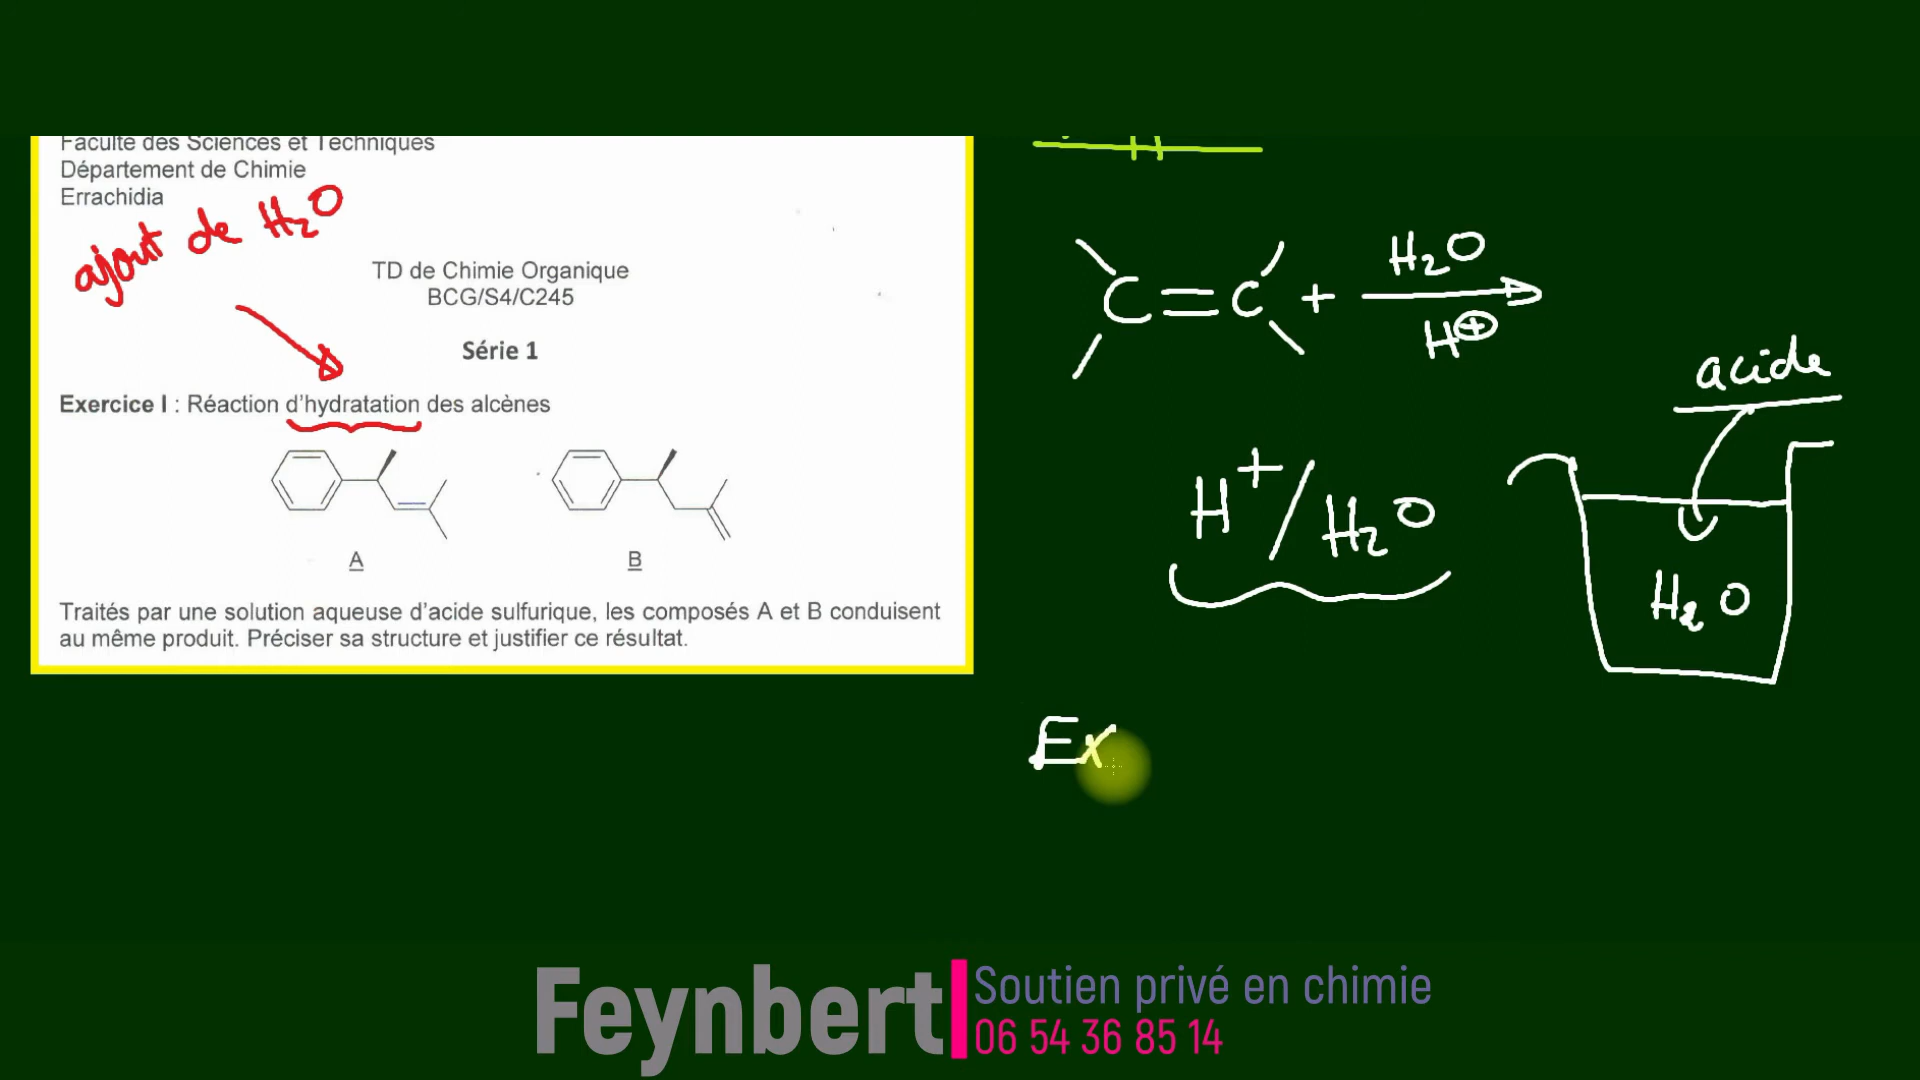 Faculté des Sciences et Techniques
Département de Chimie
Errachidia
ajout de H₂O
TD de Chimie Organique
BCG/S4/C245
Série 1
Exercice I : Réaction d'hydratation des alcènes
A
B
Traités par une solution aqueuse d'acide sulfurique, les composés A et B conduisent
au même produit. Préciser sa structure et justifier ce résultat.
C=C + H₂O
H⊕
acide
H⁺/H₂O
H₂O
Ex
Feynbert
Soutien privé en chimie
06 54 36 85 14